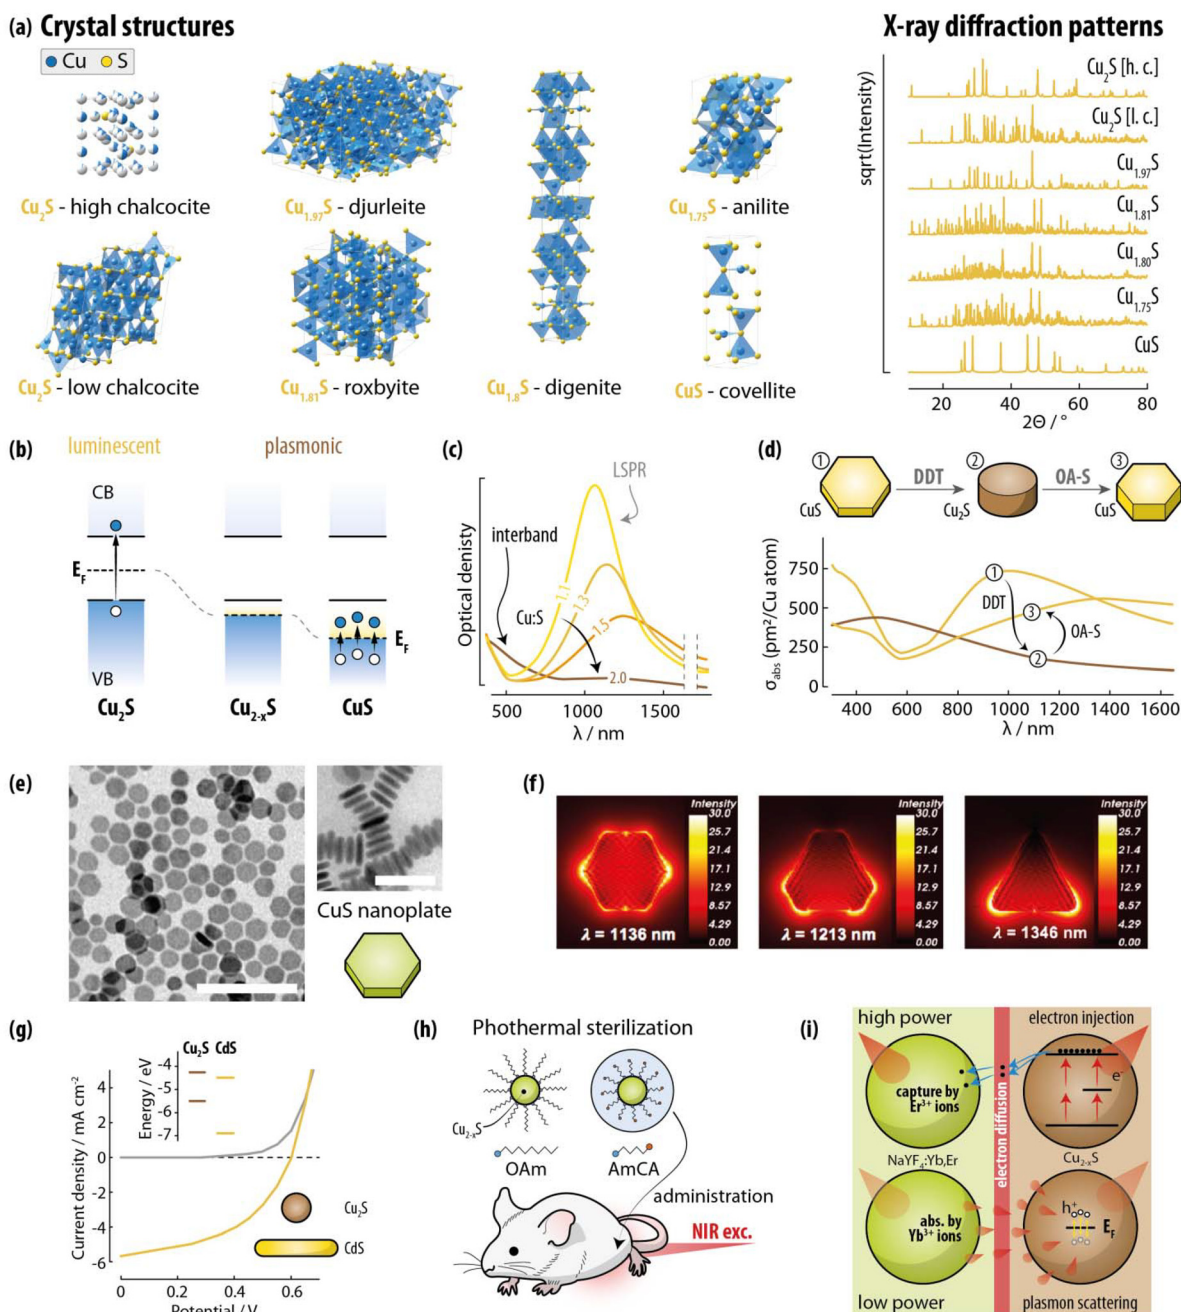 (a) Crystal structures
X-ray diffraction patterns
Cu S
Cu₂S - high chalcocite
Cu₁.₉₇S - djurleite
Cu₁.₇₅S - anilite
Cu₂S - low chalcocite
Cu₁.₈₁S - roxbyite
Cu₁.₈S - digenite
CuS - covellite
sqrt(Intensity)
Cu₂S [h. c.]
Cu₂S [l. c.]
Cu₁.₉₇S
Cu₁.₈₁S
Cu₁.₈₀S
Cu₁.₇₅S
CuS
20 40 60 80
2Θ / °
(b) luminescent plasmonic
CB
E_F
E_F
VB
Cu₂S Cu₂₋ₓS CuS
(c)
LSPR
interband
Optical denisty
Cu:S
1.1
1.3
1.5
2.0
500 1000 1500
λ / nm
(d)
1 2 3
DDT OA-S
CuS Cu₂S CuS
σabs (pm²/Cu atom)
750
500
250
0
1
DDT
3
OA-S
2
400 600 800 1000 1200 1400 1600
λ / nm
(e)
CuS nanoplate
(f)
Intensity
30.0
25.7
21.4
17.1
12.9
8.57
4.29
0.00
λ = 1136 nm
Intensity
30.0
25.7
21.4
17.1
12.9
8.57
4.29
0.00
λ = 1213 nm
Intensity
30.0
25.7
21.4
17.1
12.9
8.57
4.29
0.00
λ = 1346 nm
(g)
Cu₂S CdS
Energy / eV
-4
-5
-6
-7
Current density / mA cm⁻²
4
2
0
-2
-4
-6
Cu₂S
CdS
0 0.2 0.4 0.6
Potential / V
(h)
Phothermal sterilization
Cu₂₋ₓS
OAm AmCA
administration
NIR exc.
(i)
high power electron injection
capture by
Er³⁺ ions
e⁻
electron diffusion
NaYF₄:Yb,Er Cu₂₋ₓS
abs. by
Yb³⁺ ions
h⁺
E_F
low power plasmon scattering